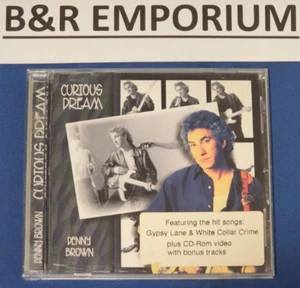 B&R EMPORIUM
CURIOUS
DREAM
DENNY BROWN CURIOUS DREAM
DENNY
BROWN
Featuring the hit songs:
Gypsy Lane & White Collar Crime
plus CD-Rom video
with bonus tracks